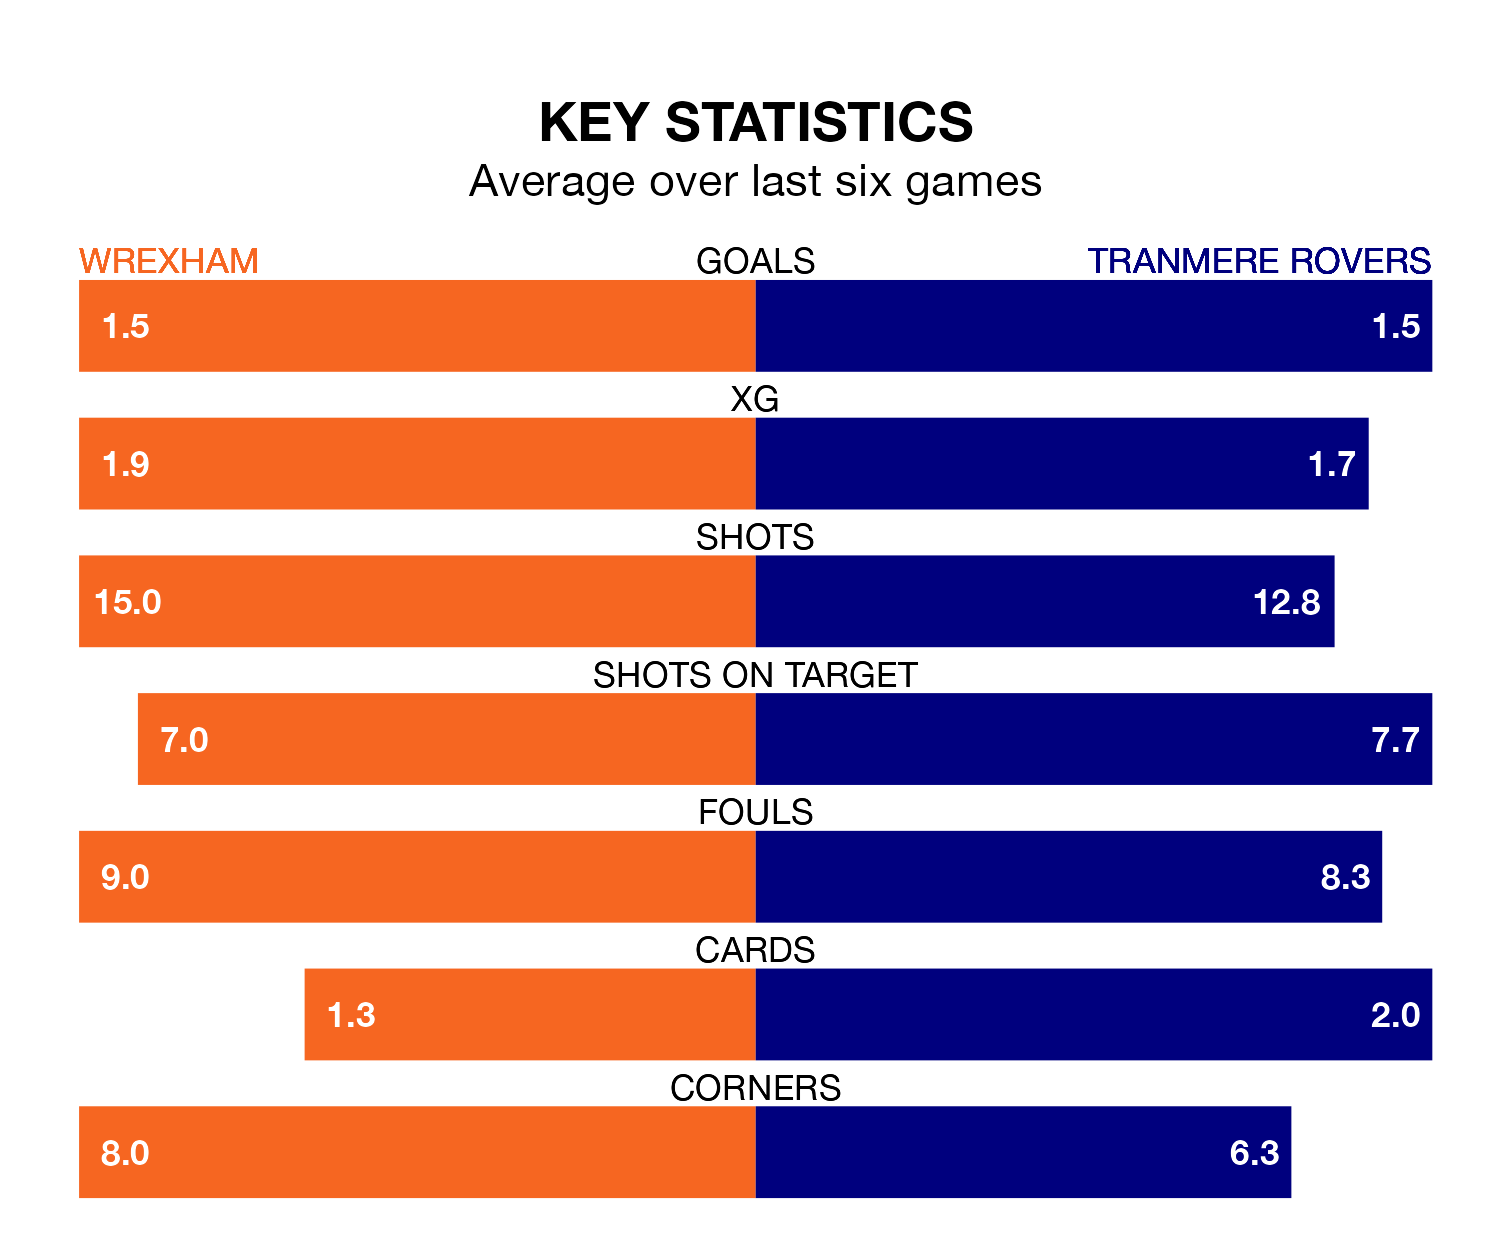 KEY STATISTICS
Average over last six games
WREXHAM GOALS TRANMERE ROVERS
1.5 1.5
XG
1.9 1.7
SHOTS
15.0 12.8
SHOTS ON TARGET
7.0 7.7
FOULS
9.0 8.3
CARDS
1.3 2.0
CORNERS
8.0 6.3